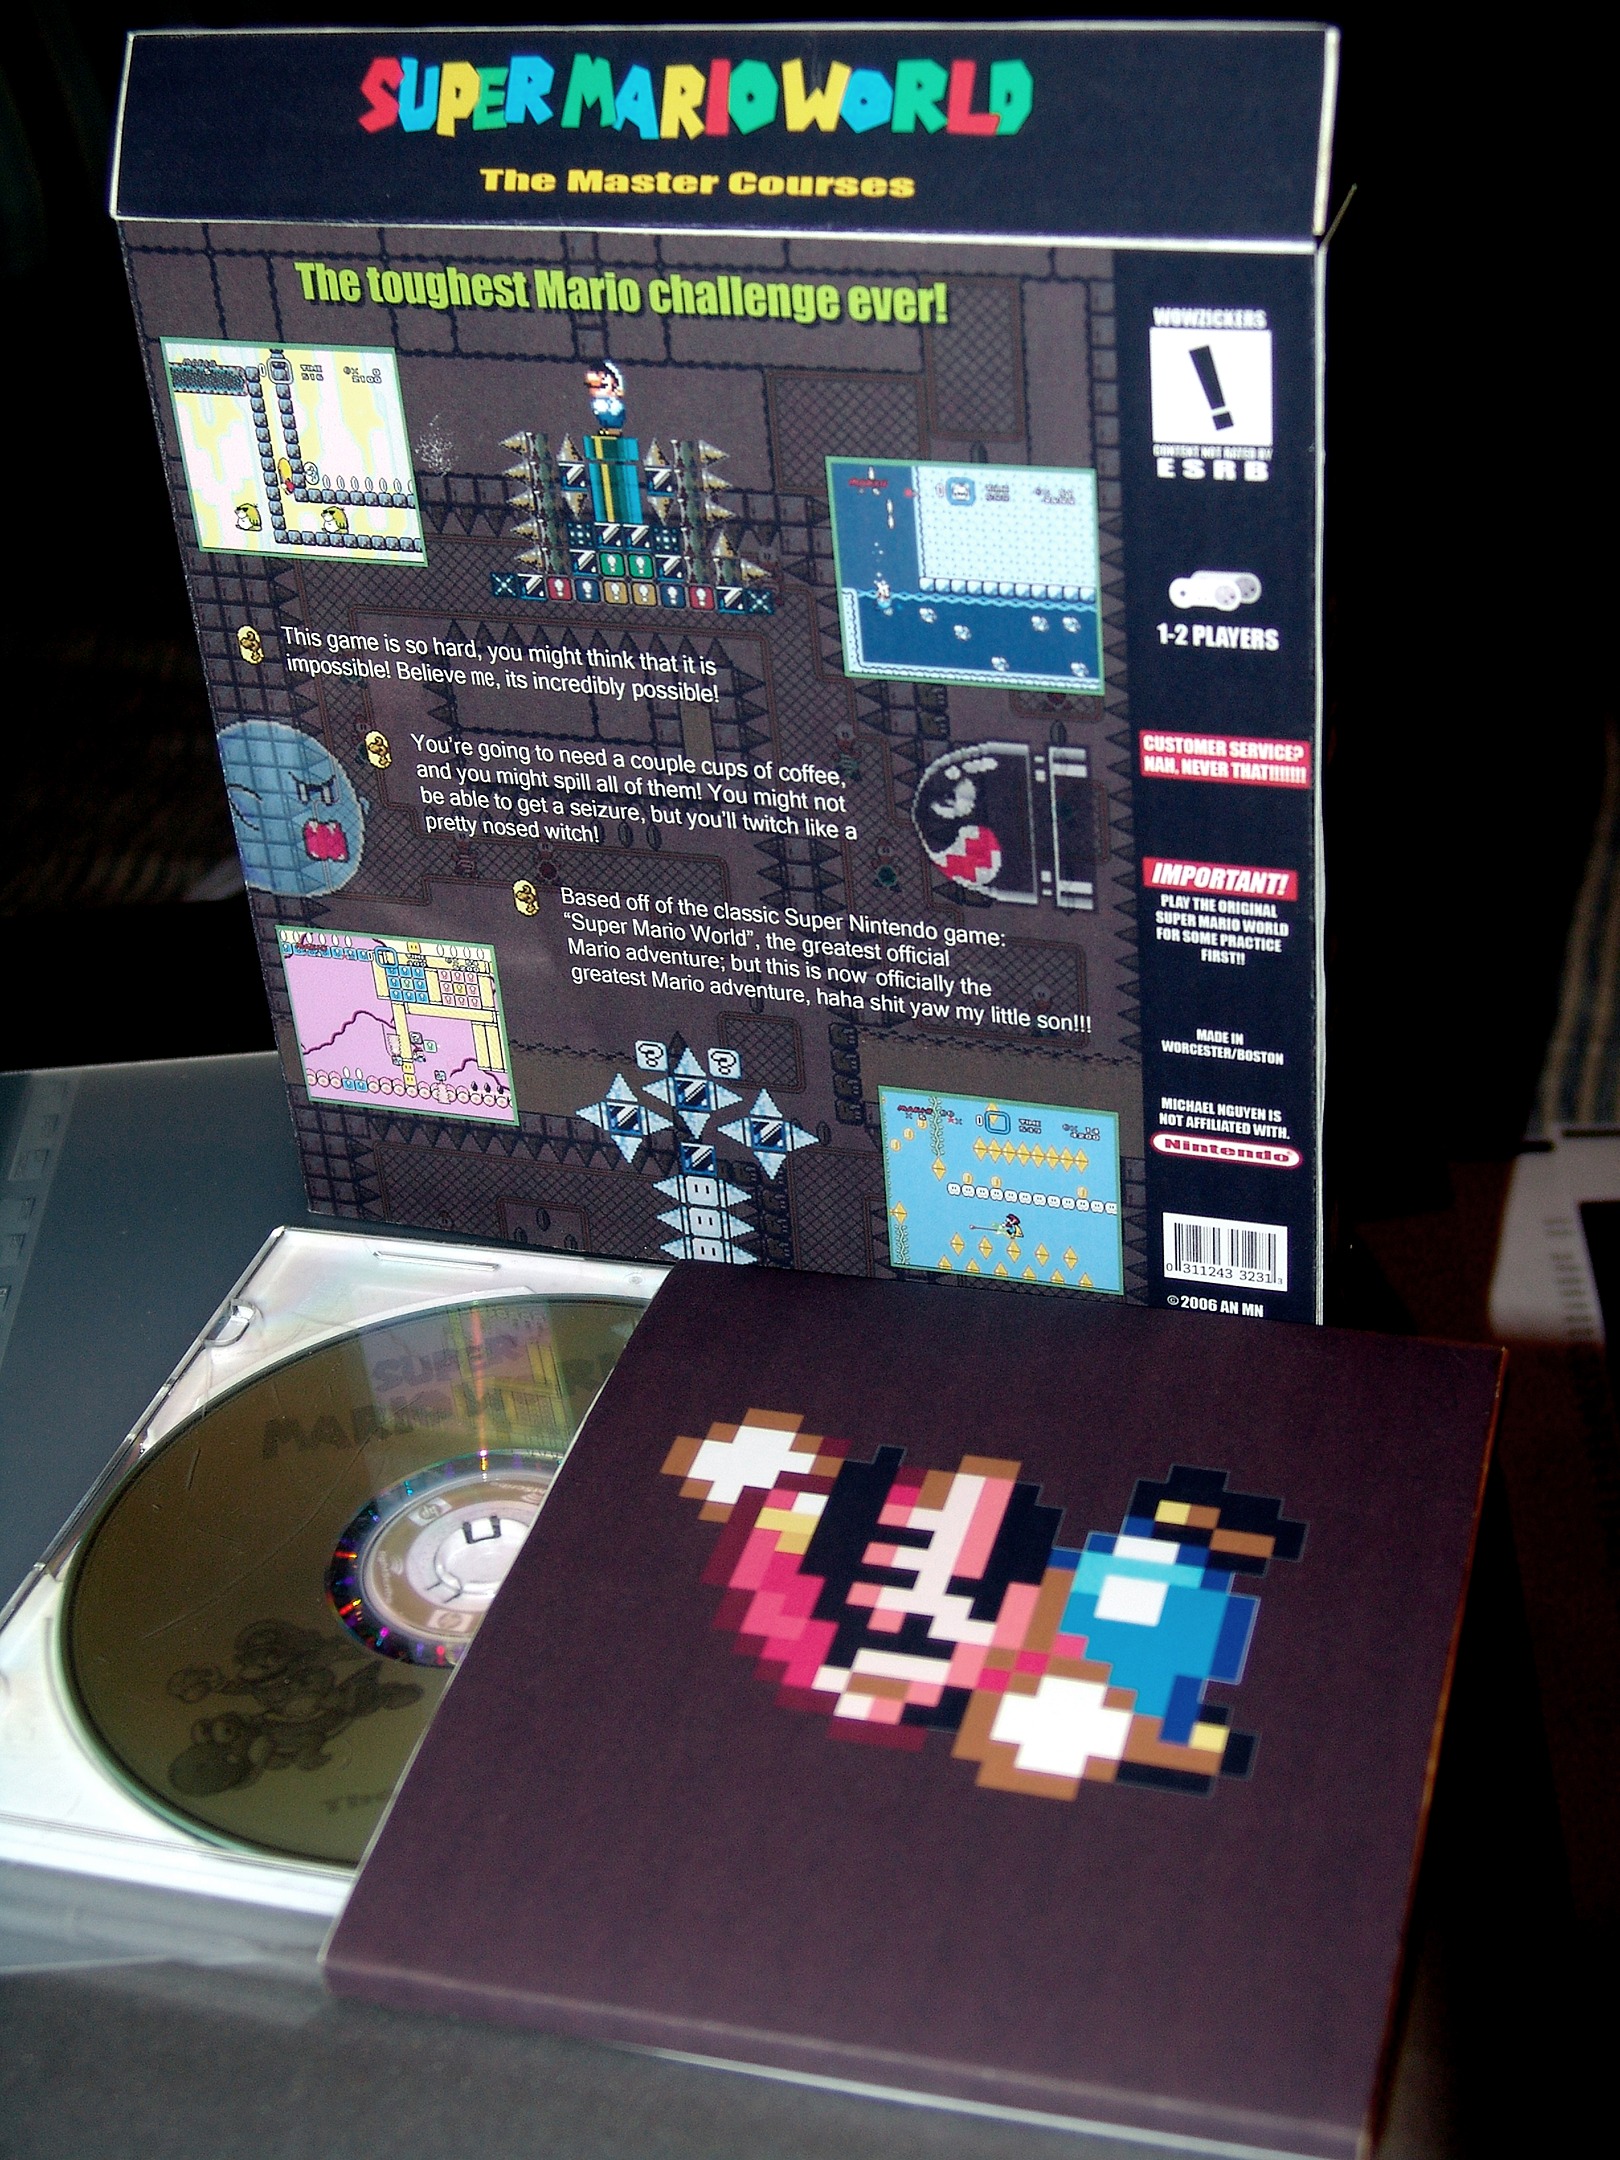 SUPER MARIO WORLD
The Master Courses
The toughest Mario challenge ever!
This game is so hard, you might think that it is
impossible! Believe me, its incredibly possible!
You're going to need a couple cups of coffee,
and you might spill all of them! You might not
be able to get a seizure, but you'll twitch like a
pretty nosed witch!
Based off of the classic Super Nintendo game:
“Super Mario World”, the greatest official
Mario adventure; but this is now officially the
greatest Mario adventure, haha shit yaw my little son!!!
WOWZICKERS
!
CONTENT NOT RATED BY
ESRB
1-2 PLAYERS
CUSTOMER SERVICE?
NAH, NEVER THAT!!!!!!!
IMPORTANT!
PLAY THE ORIGINAL
SUPER MARIO WORLD
FOR SOME PRACTICE
FIRST!!
MADE IN
WORCESTER/BOSTON
MICHAEL NGUYEN IS
NOT AFFILIATED WITH.
Nintendo
0 311243 3231 3
© 2006 AN MN
SUPER
MARIO W
hp